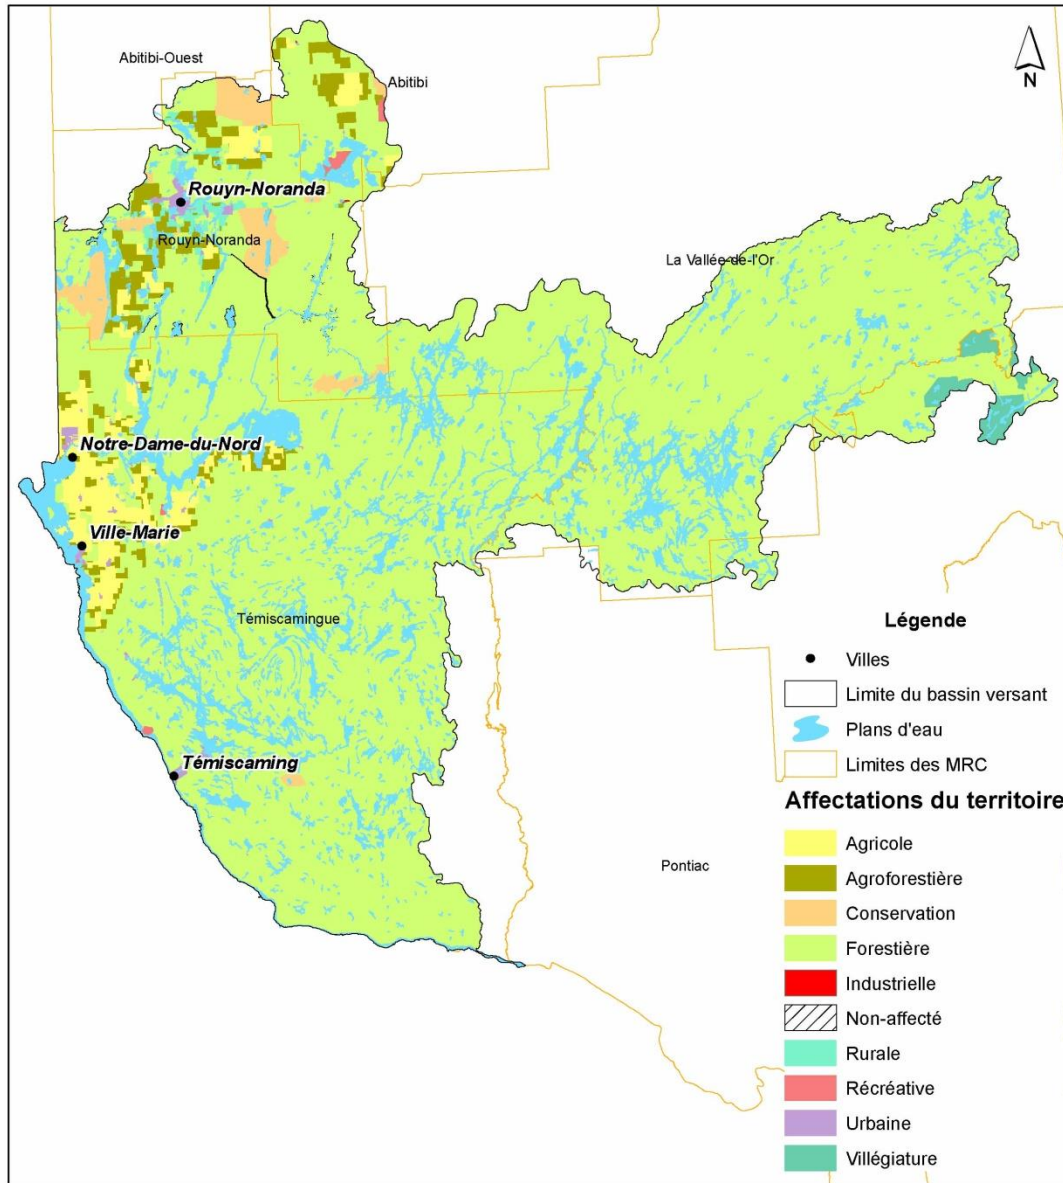 Abitibi-Ouest
Abitibi
N
Rouyn-Noranda
Rouyn-Noranda
La Vallée-de-l'Or
Notre-Dame-du-Nord
Ville-Marie
Témiscamingue
Témiscaming
Pontiac
Légende
Villes
Limite du bassin versant
Plans d'eau
Limites des MRC
Affectations du territoire
Agricole
Agroforestière
Conservation
Forestière
Industrielle
Non-affecté
Rurale
Récréative
Urbaine
Villégiature